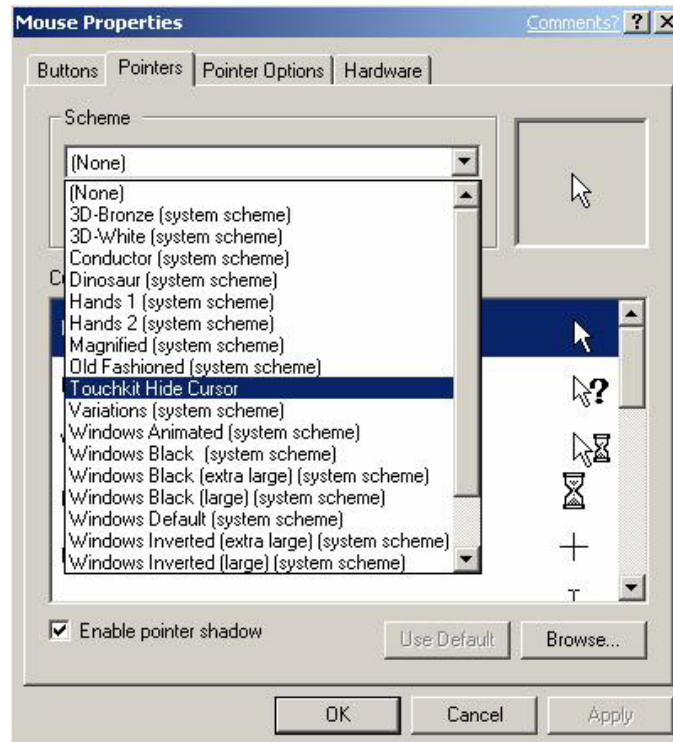 Mouse Properties Comments? ? X
Buttons Pointers Pointer Options Hardware
Scheme
(None)
(None)
3D-Bronze (system scheme)
3D-White (system scheme)
Conductor (system scheme)
Dinosaur (system scheme)
Hands 1 (system scheme)
Hands 2 (system scheme)
Magnified (system scheme)
Old Fashioned (system scheme)
Touchkit Hide Cursor
Variations (system scheme)
Windows Animated (system scheme)
Windows Black (system scheme)
Windows Black (extra large) (system scheme)
Windows Black (large) (system scheme)
Windows Default (system scheme)
Windows Inverted (extra large) (system scheme)
Windows Inverted (large) (system scheme)
Enable pointer shadow
Use Default Browse...
OK Cancel Apply